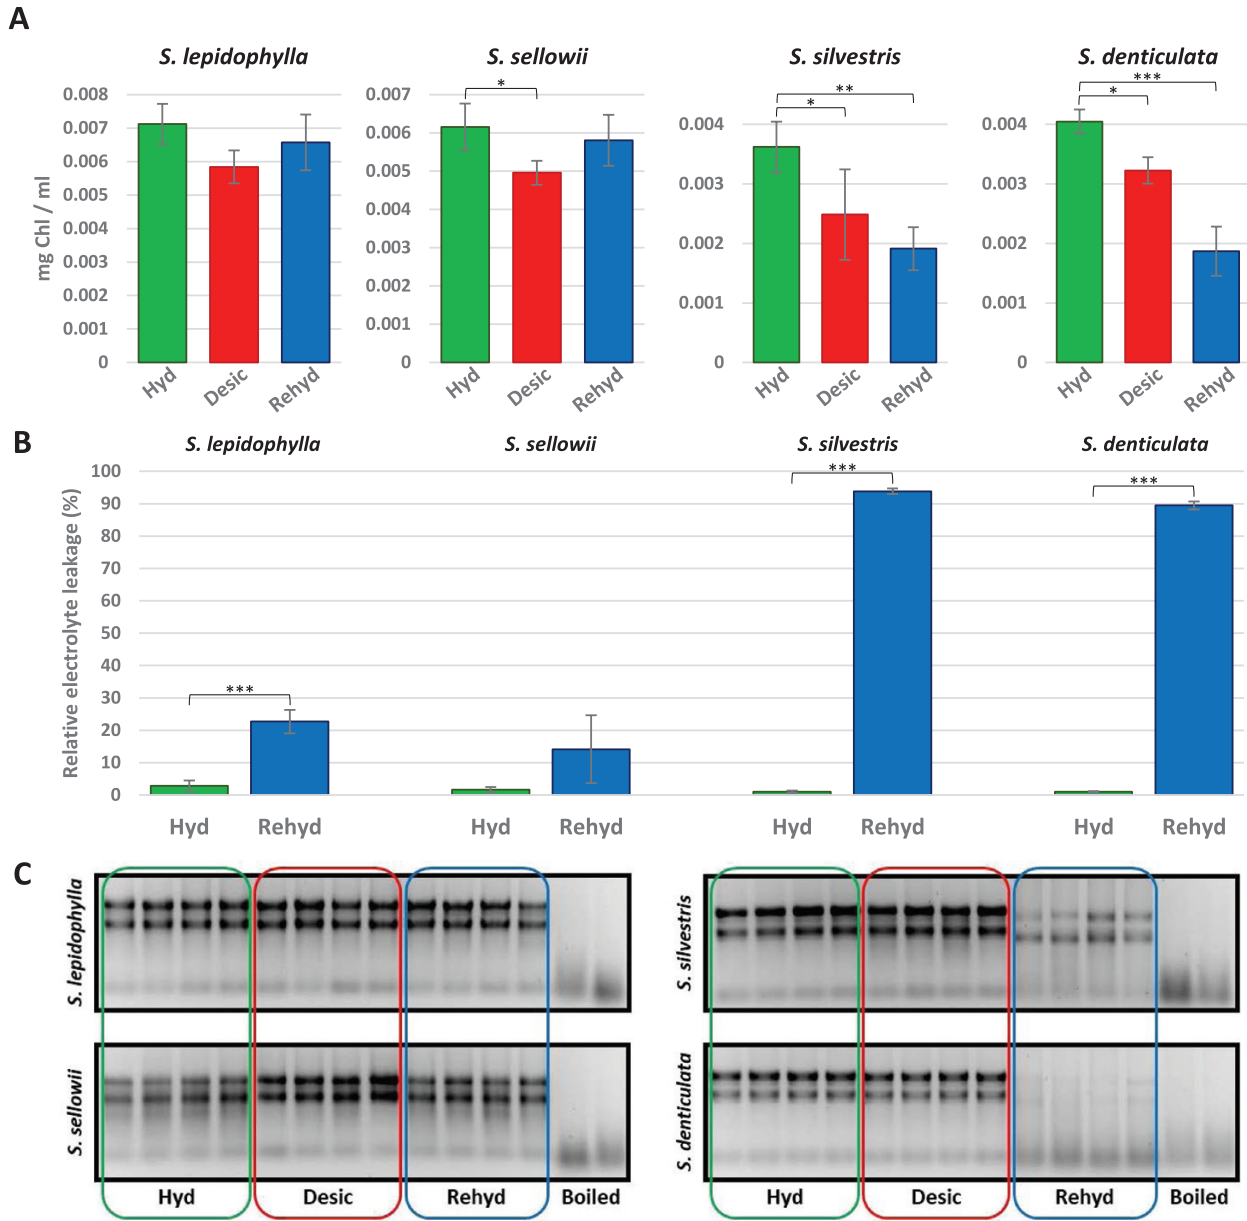 A
S. lepidophylla S. sellowii S. silvestris S. denticulata
mg Chl / ml
0.008
0.007
0.006
0.005
0.004
0.003
0.002
0.001
0
Hyd Desic Rehyd
*
0.007
0.006
0.005
0.004
0.003
0.002
0.001
0
Hyd Desic Rehyd
**
*
0.004
0.003
0.002
0.001
0
Hyd Desic Rehyd
***
*
0.004
0.003
0.002
0.001
0
Hyd Desic Rehyd
B
S. lepidophylla S. sellowii S. silvestris S. denticulata
Relative electrolyte leakage (%)
100
90
80
70
60
50
40
30
20
10
0
***
***
***
Hyd Rehyd Hyd Rehyd Hyd Rehyd Hyd Rehyd
C
S. lepidophylla
S. sellowii
Hyd Desic Rehyd Boiled
S. silvestris
S. denticulata
Hyd Desic Rehyd Boiled